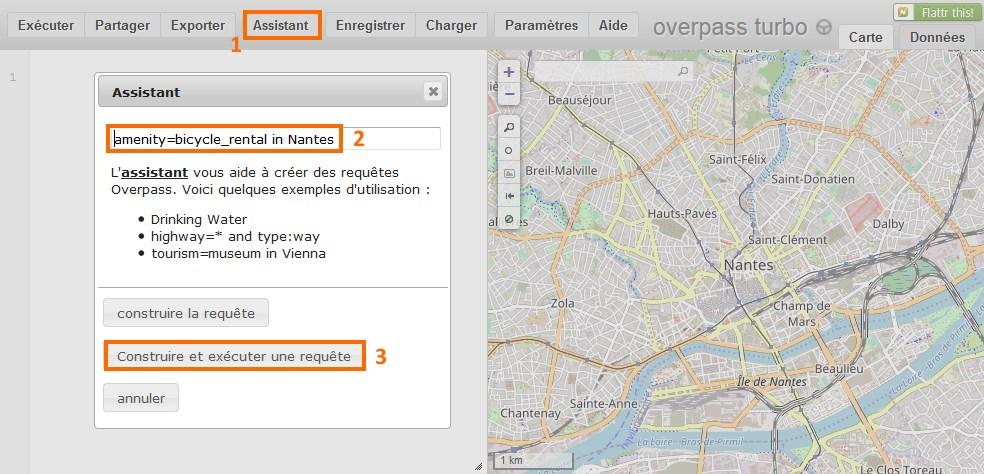 Exécuter Partager Exporter Assistant Enregistrer Charger Paramètres Aide
overpass turbo
Flattr this!
Carte Données
1
1
Assistant
amenity=bicycle_rental in Nantes
2
L'assistant vous aide à créer des requêtes
Overpass. Voici quelques exemples d'utilisation :
Drinking Water
highway=* and type:way
tourism=museum in Vienna
construire la requête
Construire et exécuter une requête
3
annuler
+
−
Beauséjour
Breil-Malville
Saint-Félix
Saint-Donatien
Hauts-Pavés
Dalby
Saint-Clément
Nantes
Zola
Champ de
Mars
Beaulieu
Île de Nantes
Sainte-Anne
Chantenay
La Loire - Bras de Pirmil
Le Clos Toreau
1 km